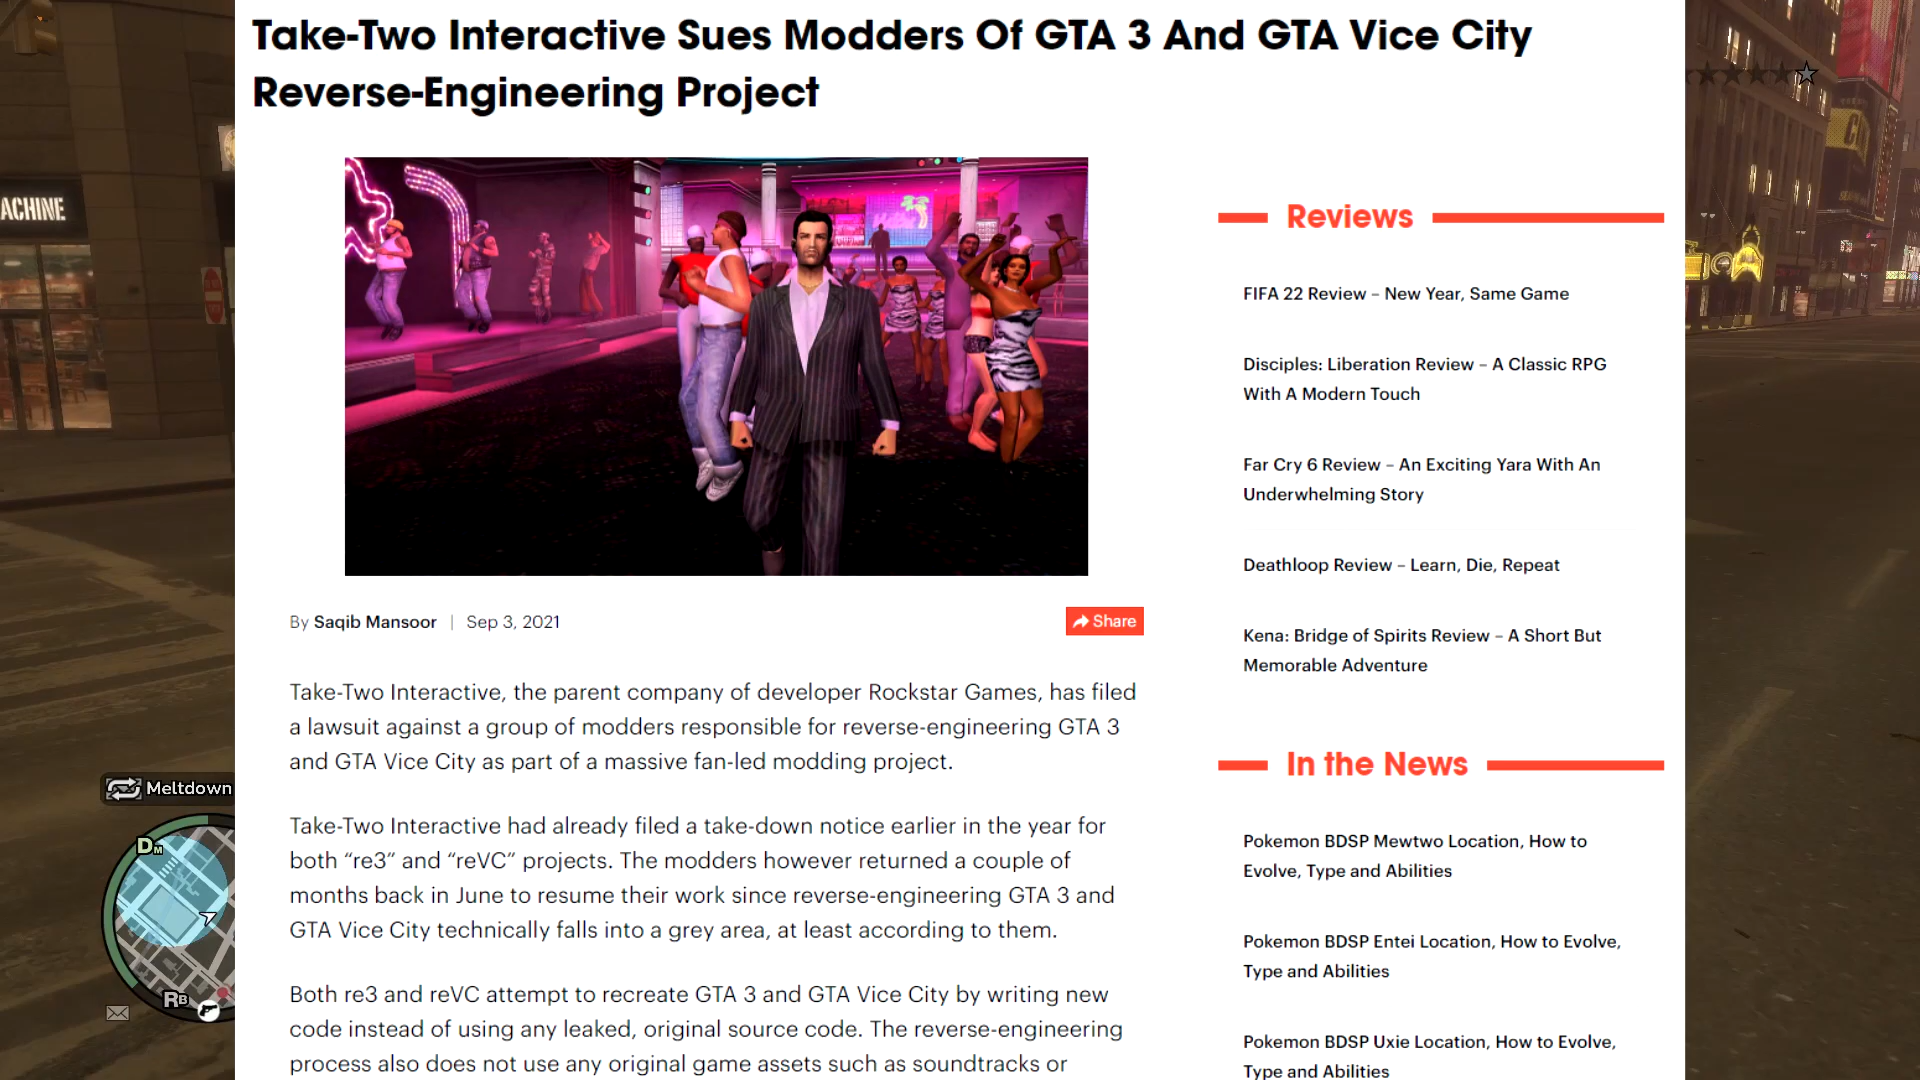 Take-Two Interactive Sues Modders Of GTA 3 And GTA Vice City
Reverse-Engineering Project
ACHINE
By Saqib Mansoor | Sep 3, 2021
Share
Take-Two Interactive, the parent company of developer Rockstar Games, has filed
a lawsuit against a group of modders responsible for reverse-engineering GTA 3
and GTA Vice City as part of a massive fan-led modding project.
Take-Two Interactive had already filed a take-down notice earlier in the year for
both “re3” and “reVC” projects. The modders however returned a couple of
months back in June to resume their work since reverse-engineering GTA 3 and
GTA Vice City technically falls into a grey area, at least according to them.
Both re3 and reVC attempt to recreate GTA 3 and GTA Vice City by writing new
code instead of using any leaked, original source code. The reverse-engineering
process also does not use any original game assets such as soundtracks or
Reviews
FIFA 22 Review – New Year, Same Game
Disciples: Liberation Review – A Classic RPG
With A Modern Touch
Far Cry 6 Review – An Exciting Yara With An
Underwhelming Story
Deathloop Review – Learn, Die, Repeat
Kena: Bridge of Spirits Review – A Short But
Memorable Adventure
In the News
Pokemon BDSP Mewtwo Location, How to
Evolve, Type and Abilities
Pokemon BDSP Entei Location, How to Evolve,
Type and Abilities
Pokemon BDSP Uxie Location, How to Evolve,
Type and Abilities
Meltdown
DM
RB